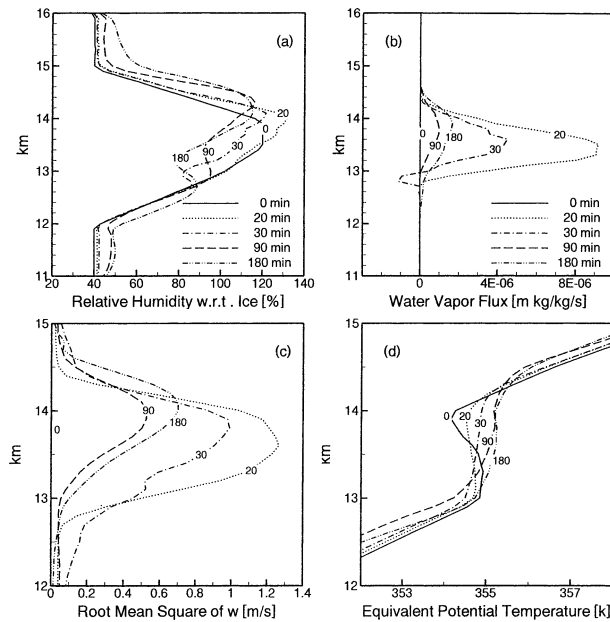 16
15
14
13
12
11
km
(a)
20
0
30
90
180
0 min
20 min
30 min
90 min
180 min
40 60 80 100 120 140
Relative Humidity w.r.t . Ice [%]
16
15
14
13
12
11
(b)
20
0
180
30
90
0 min
20 min
30 min
90 min
180 min
0 4E-06 8E-06
Water Vapor Flux [m kg/kg/s]
15
14
13
12
km
(c)
0
90
180
30
20
0 0.2 0.4 0.6 0.8 1 1.2 1.4
Root Mean Square of w [m/s]
15
14
13
12
km
(d)
0
20
30
90
180
353 355 357
Equivalent Potential Temperature [k]